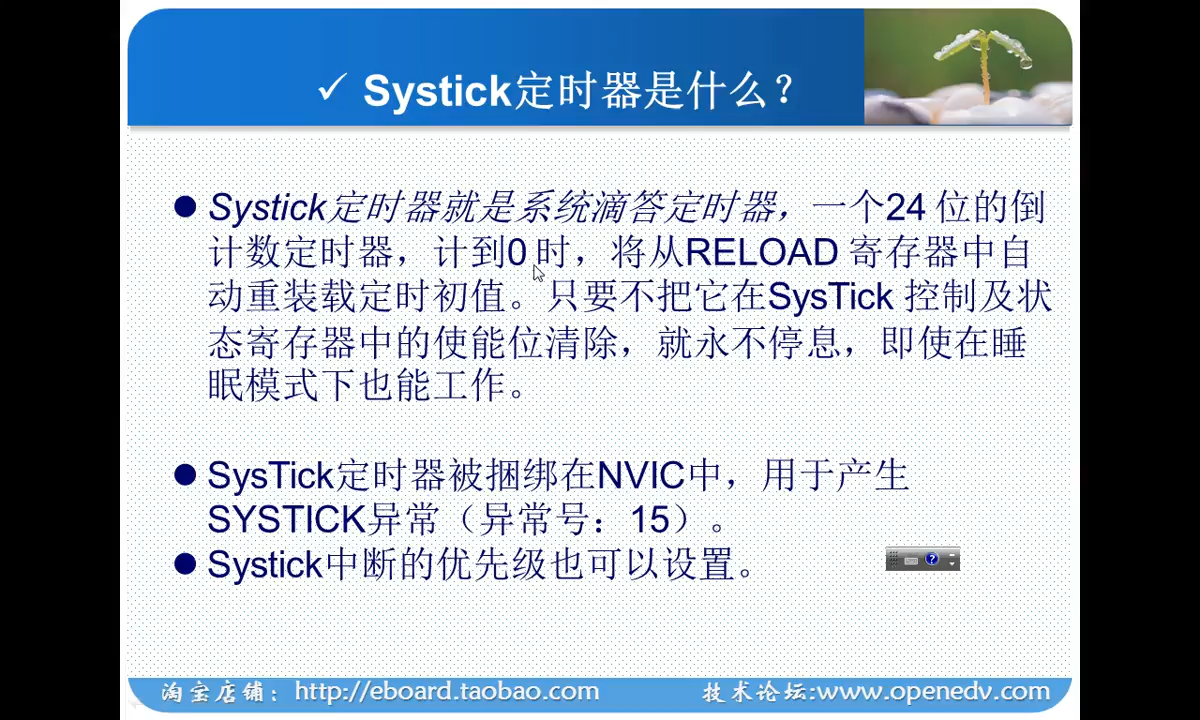 ✓ Systick定时器是什么？
● Systick定时器就是系统滴答定时器，一个24 位的倒
计数定时器，计到0 时，将从RELOAD 寄存器中自
动重装载定时初值。只要不把它在SysTick 控制及状
态寄存器中的使能位清除，就永不停息，即使在睡
眠模式下也能工作。
● SysTick定时器被捆绑在NVIC中，用于产生
SYSTICK异常（异常号：15）。
● Systick中断的优先级也可以设置。
淘宝店铺：http://eboard.taobao.com
技术论坛:www.openedv.com